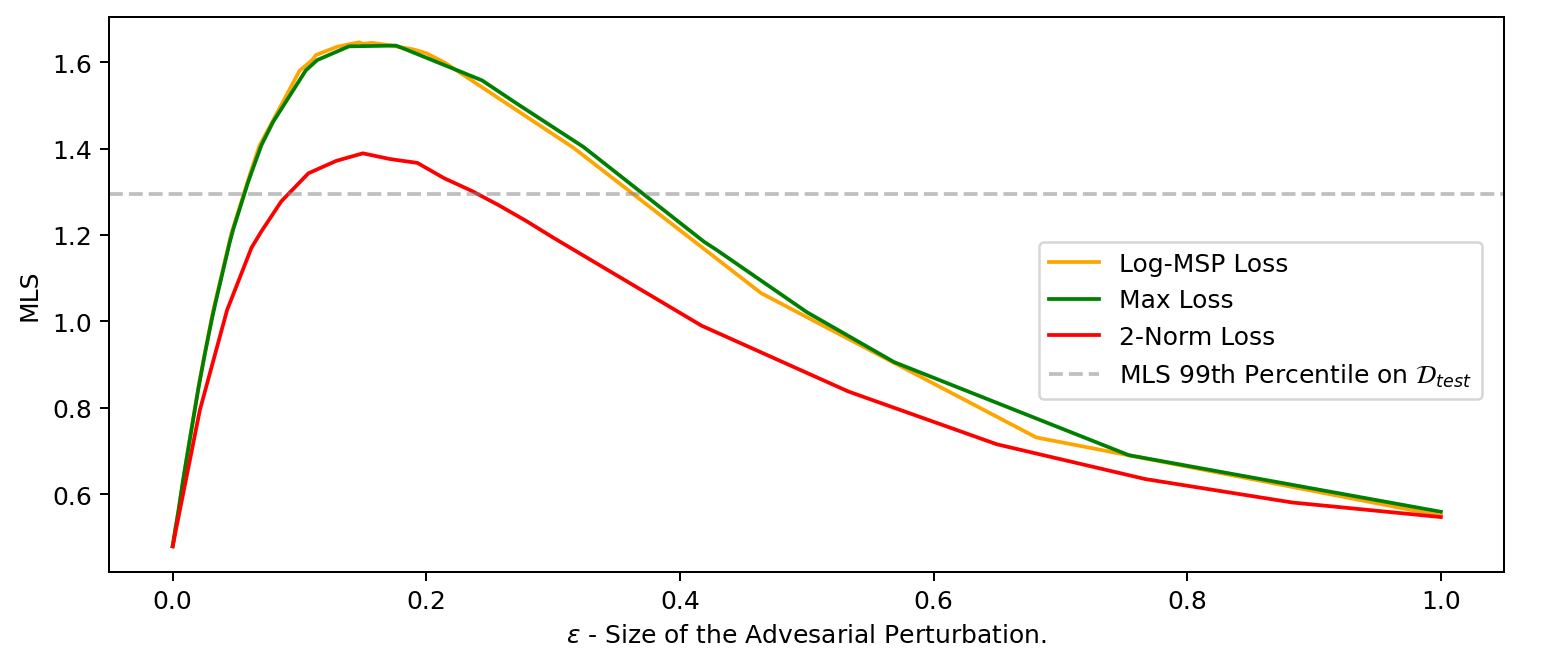 1.6
1.4
1.2
1.0
0.8
0.6
MLS
Log-MSP Loss
Max Loss
2-Norm Loss
MLS 99th Percentile on 𝒟test
0.0 0.2 0.4 0.6 0.8 1.0
ε - Size of the Advesarial Perturbation.